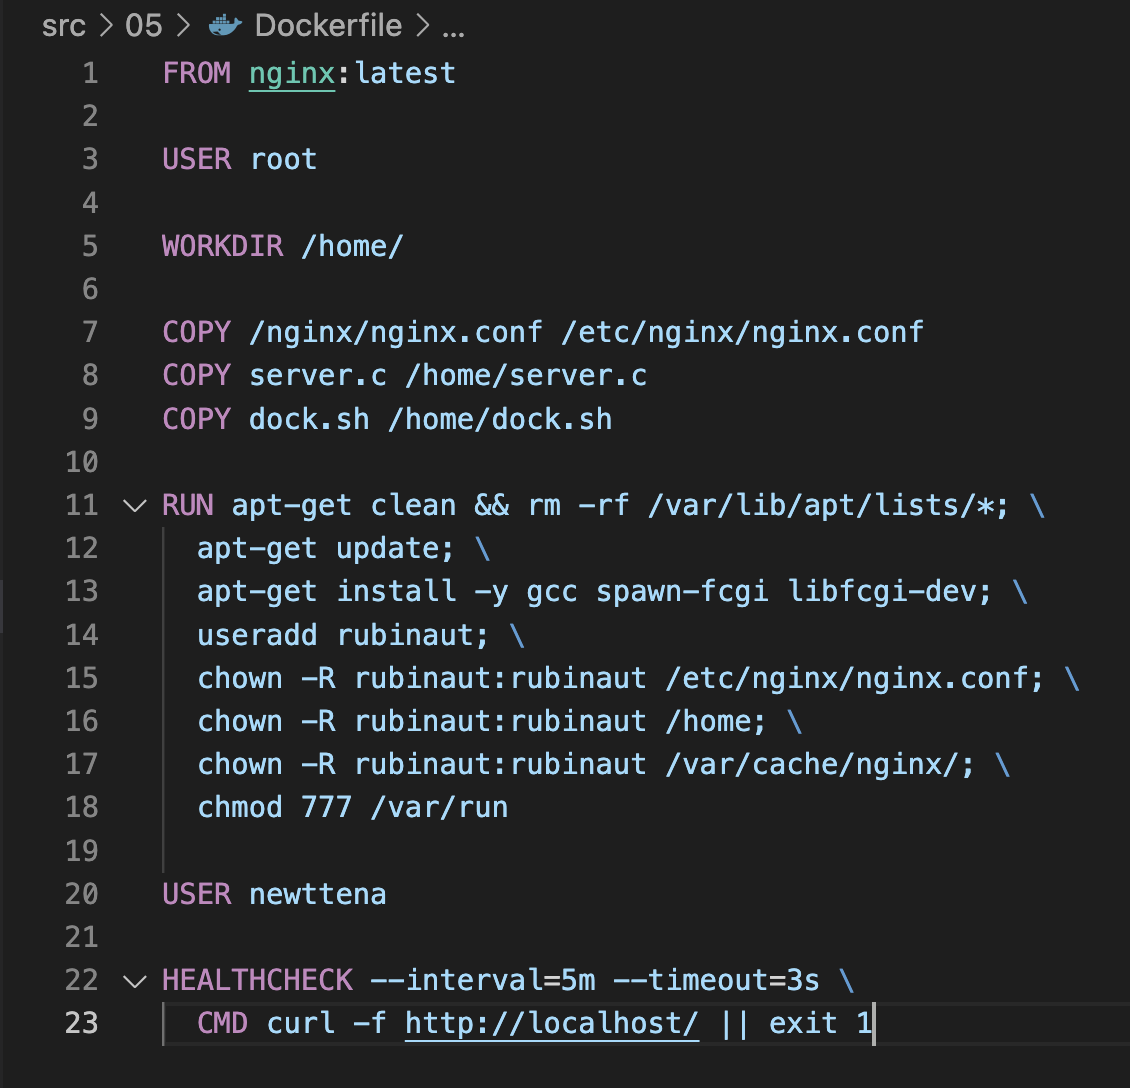 src > 05 > Dockerfile > ...
1 FROM nginx:latest
2
3 USER root
4
5 WORKDIR /home/
6
7 COPY /nginx/nginx.conf /etc/nginx/nginx.conf
8 COPY server.c /home/server.c
9 COPY dock.sh /home/dock.sh
10
11 RUN apt-get clean && rm -rf /var/lib/apt/lists/*; \
12 apt-get update; \
13 apt-get install -y gcc spawn-fcgi libfcgi-dev; \
14 useradd rubinaut; \
15 chown -R rubinaut:rubinaut /etc/nginx/nginx.conf; \
16 chown -R rubinaut:rubinaut /home; \
17 chown -R rubinaut:rubinaut /var/cache/nginx/; \
18 chmod 777 /var/run
19
20 USER newttena
21
22 HEALTHCHECK --interval=5m --timeout=3s \
23 CMD curl -f http://localhost/ || exit 1